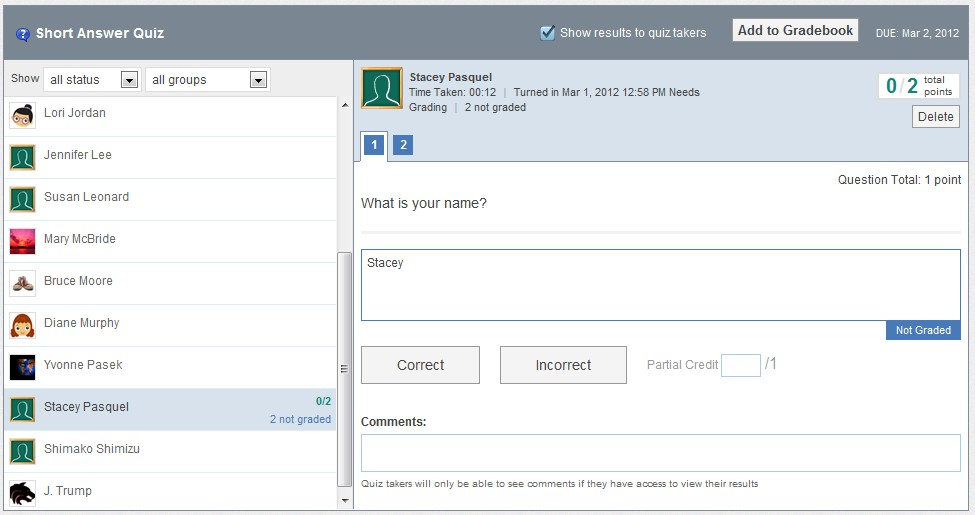 Short Answer Quiz
Show results to quiz takers
Add to Gradebook
DUE: Mar 2, 2012
Show all status all groups
Lori Jordan
Jennifer Lee
Susan Leonard
Mary McBride
Bruce Moore
Diane Murphy
Yvonne Pasek
Stacey Pasquel 0/2
2 not graded
Shimako Shimizu
J. Trump
Stacey Pasquel
Time Taken: 00:12 | Turned in Mar 1, 2012 12:58 PM Needs
Grading | 2 not graded
0/2 total points
Delete
1 2
Question Total: 1 point
What is your name?
Stacey
Not Graded
Correct Incorrect Partial Credit /1
Comments:
Quiz takers will only be able to see comments if they have access to view their results